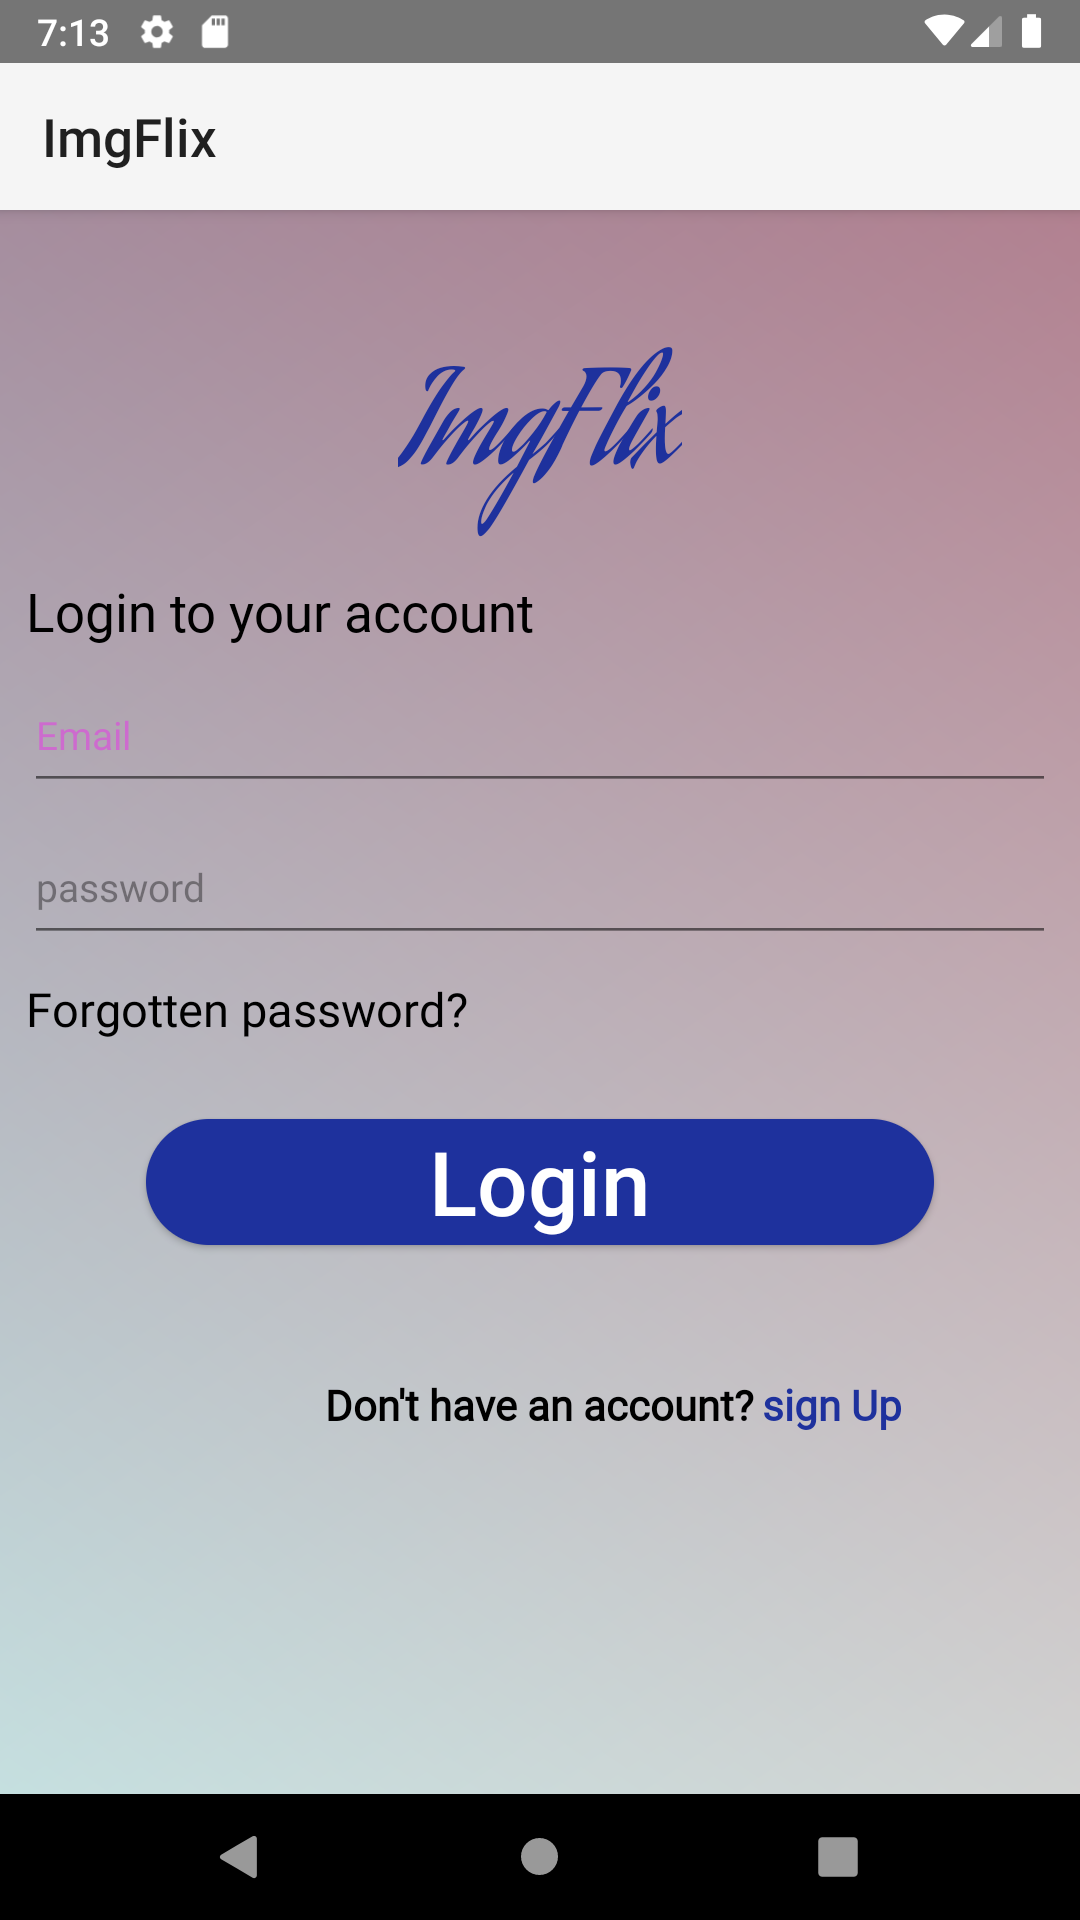 7:13
ImgFlix
ImgFlix
Login to your account
Email
password
Forgotten password?
Login
Don't have an account? sign Up